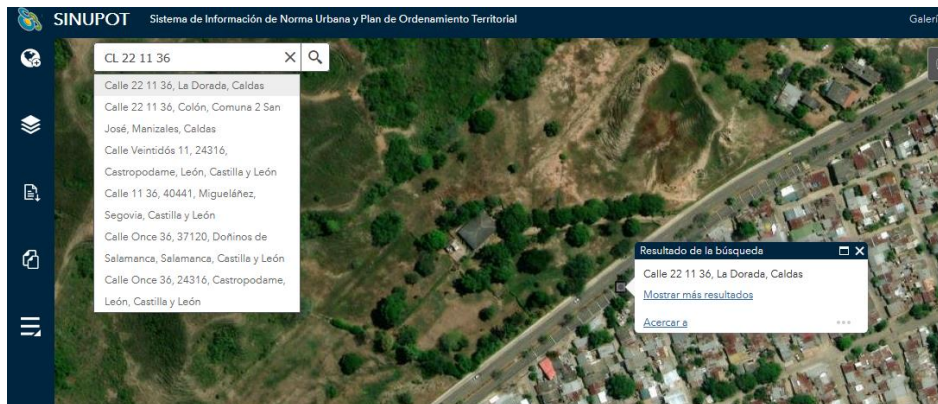 SINUPOT Sistema de Información de Norma Urbana y Plan de Ordenamiento Territorial
CL 22 11 36
Calle 22 11 36, La Dorada, Caldas
Calle 22 11 36, Colón, Comuna 2 San
José, Manizales, Caldas
Calle Veintidós 11, 24316,
Castropodame, León, Castilla y León
Calle 11 36, 40441, Migueláñez,
Segovia, Castilla y León
Calle Once 36, 37120, Doñinos de
Salamanca, Salamanca, Castilla y León
Calle Once 36, 24316, Castropodame,
León, Castilla y León
Resultado de la búsqueda
Calle 22 11 36, La Dorada, Caldas
Mostrar más resultados
Acercar a